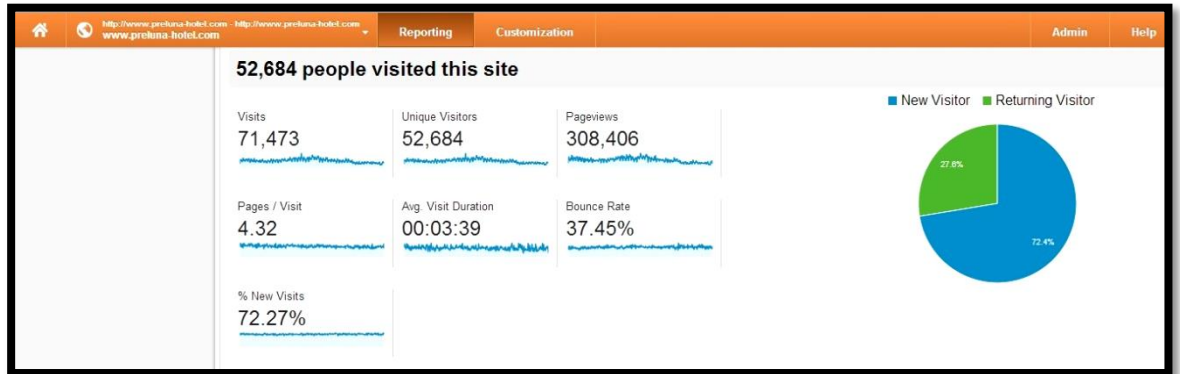 http://www.preluna-hotel.com - http://www.preluna-hotel.com
www.preluna-hotel.com
Reporting
Customization
Admin
Help
52,684 people visited this site
Visits
71,473
Unique Visitors
52,684
Pageviews
308,406
Pages / Visit
4.32
Avg. Visit Duration
00:03:39
Bounce Rate
37.45%
% New Visits
72.27%
New Visitor
Returning Visitor
27.6%
72.4%